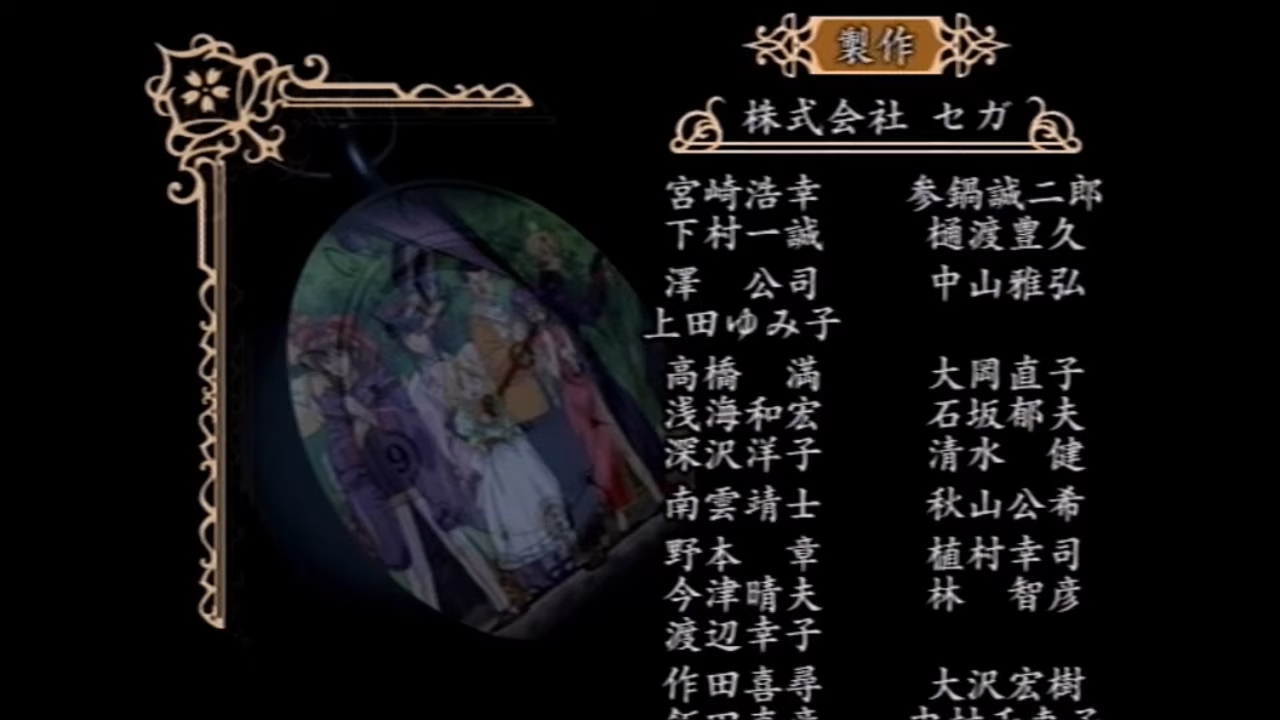 製作
株式会社 セガ
宮崎浩幸 参鍋誠二郎
下村一誠 樋渡豊久
澤 公司 中山雅弘
上田ゆみ子
高橋 満 大岡直子
浅海和宏 石坂郁夫
深沢洋子 清水 健
南雲靖士 秋山公希
野本 章 植村幸司
今津晴夫 林 智彦
渡辺幸子
作田喜尋 大沢宏樹